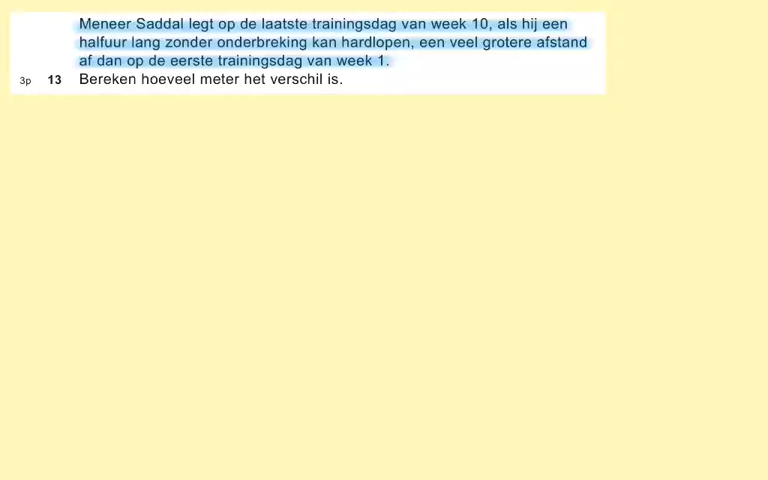 Meneer Saddal legt op de laatste trainingsdag van week 10, als hij een
halfuur lang zonder onderbreking kan hardlopen, een veel grotere afstand
af dan op de eerste trainingsdag van week 1.
3p 13 Bereken hoeveel meter het verschil is.